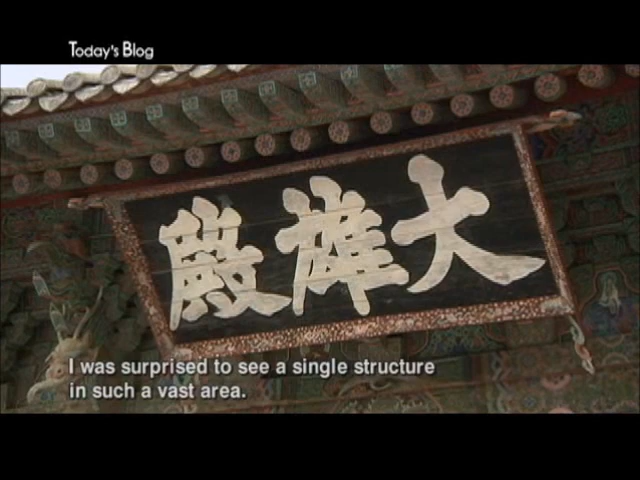 Today's Blog
大雄殿
I was surprised to see a single structure
in such a vast area.